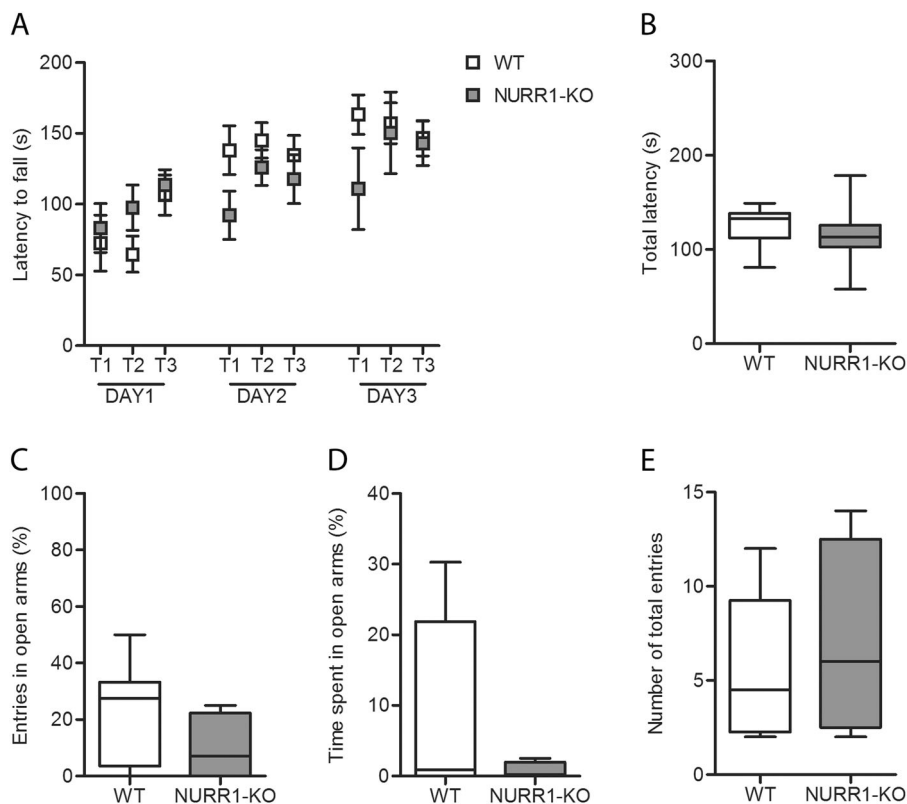 A
Latency to fall (s)
200
150
100
50
0
T1 T2 T3 T1 T2 T3 T1 T2 T3
DAY1 DAY2 DAY3
WT
NURR1-KO
B
Total latency (s)
300
200
100
0
WT NURR1-KO
C
Entries in open arms (%)
100
80
60
40
20
0
WT NURR1-KO
D
Time spent in open arms (%)
40
30
20
10
0
WT NURR1-KO
E
Number of total entries
15
10
5
0
WT NURR1-KO